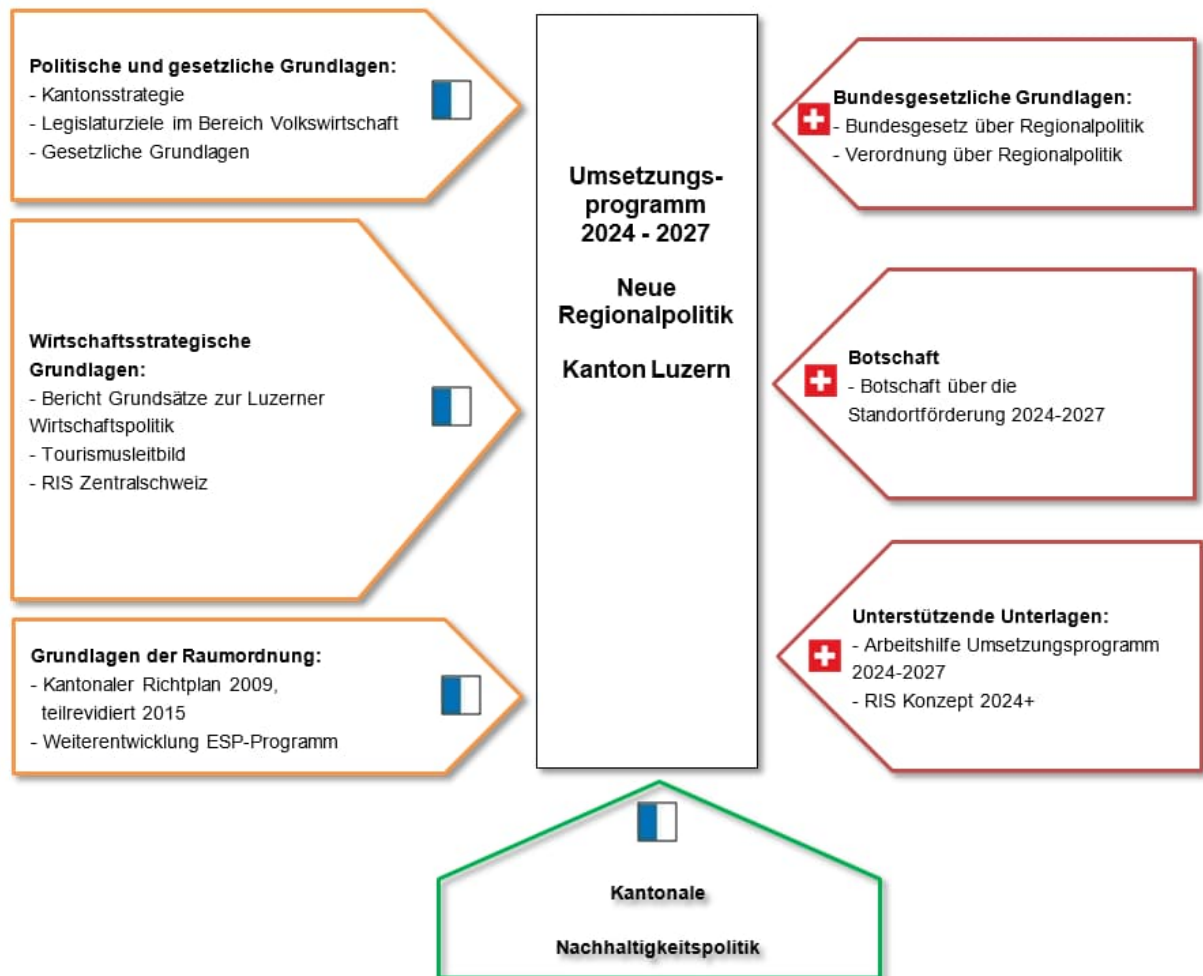 Politische und gesetzliche Grundlagen:
- Kantonsstrategie
- Legislaturziele im Bereich Volkswirtschaft
- Gesetzliche Grundlagen
Wirtschaftsstrategische
Grundlagen:
- Bericht Grundsätze zur Luzerner
Wirtschaftspolitik
- Tourismusleitbild
- RIS Zentralschweiz
Grundlagen der Raumordnung:
- Kantonaler Richtplan 2009,
teilrevidiert 2015
- Weiterentwicklung ESP-Programm
Umsetzungs-
programm
2024 - 2027
Neue
Regionalpolitik
Kanton Luzern
Bundesgesetzliche Grundlagen:
- Bundesgesetz über Regionalpolitik
- Verordnung über Regionalpolitik
Botschaft
- Botschaft über die
Standortförderung 2024-2027
Unterstützende Unterlagen:
- Arbeitshilfe Umsetzungsprogramm
2024-2027
- RIS Konzept 2024+
Kantonale
Nachhaltigkeitspolitik